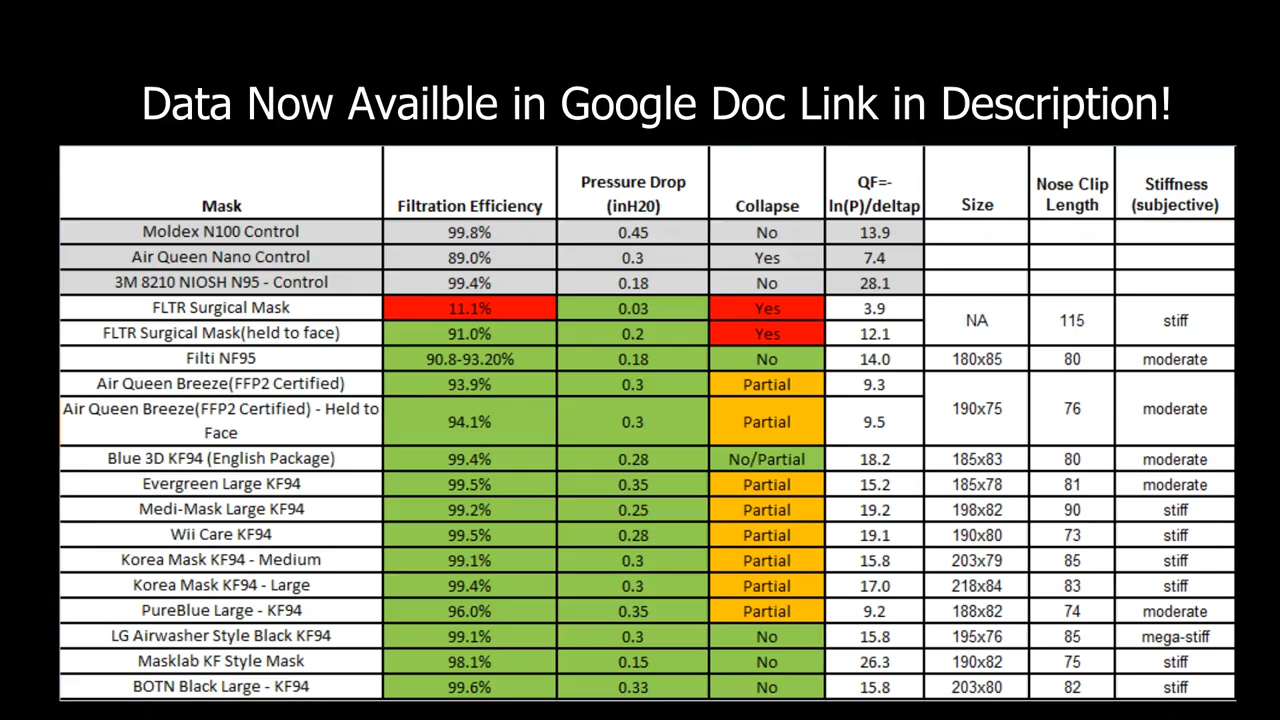 Data Now Availble in Google Doc Link in Description!
Mask Filtration Efficiency Pressure Drop (inH20) Collapse QF=-ln(P)/deltap Size Nose Clip Length Stiffness (subjective)
Moldex N100 Control 99.8% 0.45 No 13.9
Air Queen Nano Control 89.0% 0.3 Yes 7.4
3M 8210 NIOSH N95 - Control 99.4% 0.18 No 28.1
FLTR Surgical Mask 11.1% 0.03 Yes 3.9 NA 115 stiff
FLTR Surgical Mask(held to face) 91.0% 0.2 Yes 12.1
Filti NF95 90.8-93.20% 0.18 No 14.0 180x85 80 moderate
Air Queen Breeze(FFP2 Certified) 93.9% 0.3 Partial 9.3 190x75 76 moderate
Air Queen Breeze(FFP2 Certified) - Held to Face 94.1% 0.3 Partial 9.5
Blue 3D KF94 (English Package) 99.4% 0.28 No/Partial 18.2 185x83 80 moderate
Evergreen Large KF94 99.5% 0.35 Partial 15.2 185x78 81 moderate
Medi-Mask Large KF94 99.2% 0.25 Partial 19.2 198x82 90 stiff
Wii Care KF94 99.5% 0.28 Partial 19.1 190x80 73 stiff
Korea Mask KF94 - Medium 99.1% 0.3 Partial 15.8 203x79 85 stiff
Korea Mask KF94 - Large 99.4% 0.3 Partial 17.0 218x84 83 stiff
PureBlue Large - KF94 96.0% 0.35 Partial 9.2 188x82 74 moderate
LG Airwasher Style Black KF94 99.1% 0.3 No 15.8 195x76 85 mega-stiff
Masklab KF Style Mask 98.1% 0.15 No 26.3 190x82 75 stiff
BOTN Black Large - KF94 99.6% 0.33 No 15.8 203x80 82 stiff